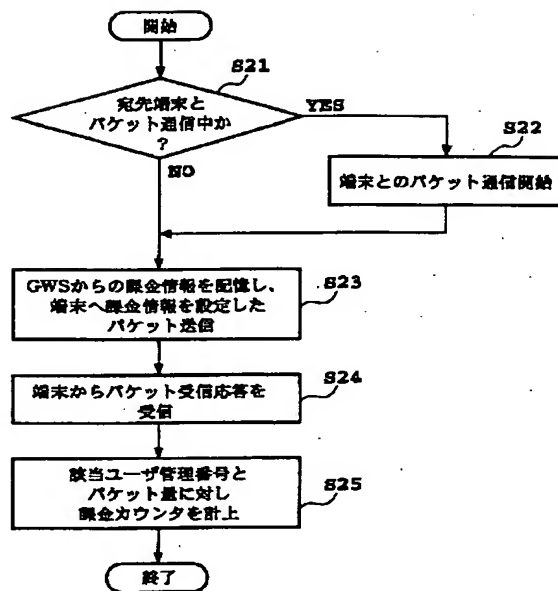 開始
S21
宛先端末と
パケット通信中か
?
YES
NO
S22
端末とのパケット通信開始
GWSからの課金情報を記憶し、
端末へ課金情報を設定した
パケット送信
S23
端末からパケット受信応答を
受信
S24
該当ユーザ管理番号と
パケット量に対し
課金カウンタを計上
S25
終了